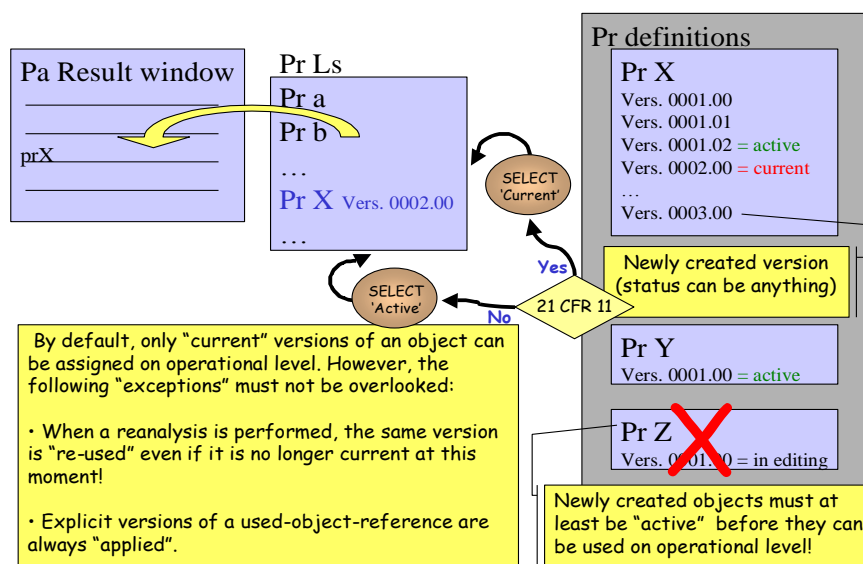 Pa Result window
prX
Pr Ls
Pr a
Pr b
…
Pr X Vers. 0002.00
…
SELECT
‘Current’
SELECT
‘Active’
Yes
No
21 CFR 11
Pr definitions
Pr X
Vers. 0001.00
Vers. 0001.01
Vers. 0001.02 = active
Vers. 0002.00 = current
…
Vers. 0003.00
Newly created version
(status can be anything)
Pr Y
Vers. 0001.00 = active
Pr Z
Vers. 0001.00 = in editing
Newly created objects must at
least be “active” before they can
be used on operational level!
By default, only “current” versions of an object can
be assigned on operational level. However, the
following “exceptions” must not be overlooked:
• When a reanalysis is performed, the same version
is “re-used” even if it is no longer current at this
moment!
• Explicit versions of a used-object-reference are
always “applied”.